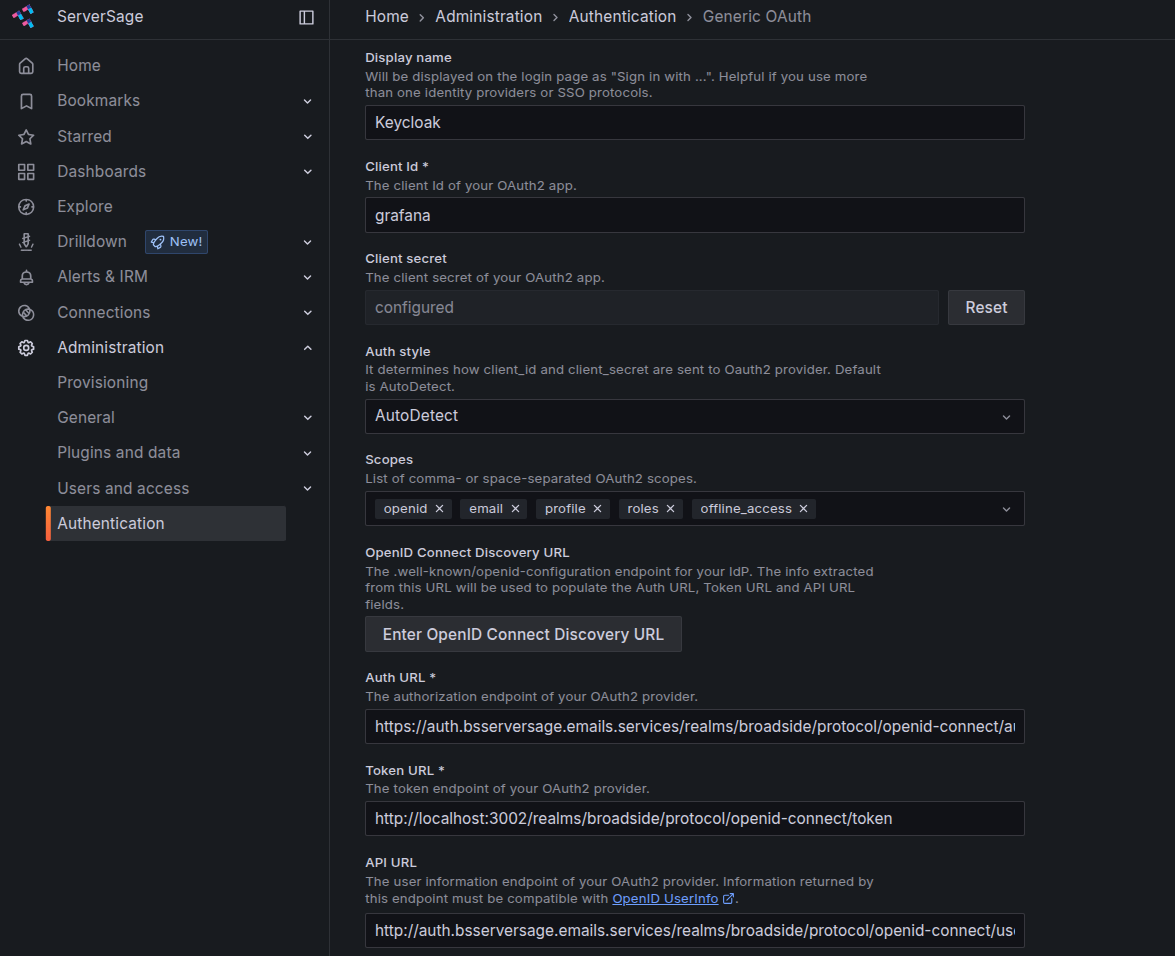 ServerSage
Home › Administration › Authentication › Generic OAuth
Home
Bookmarks
Starred
Dashboards
Explore
Drilldown New!
Alerts & IRM
Connections
Administration
Provisioning
General
Plugins and data
Users and access
Authentication
Display name
Will be displayed on the login page as "Sign in with ...". Helpful if you use more
than one identity providers or SSO protocols.
Keycloak
Client Id *
The client Id of your OAuth2 app.
grafana
Client secret
The client secret of your OAuth2 app.
configured Reset
Auth style
It determines how client_id and client_secret are sent to Oauth2 provider. Default
is AutoDetect.
AutoDetect
Scopes
List of comma- or space-separated OAuth2 scopes.
openid × email × profile × roles × offline_access ×
OpenID Connect Discovery URL
The .well-known/openid-configuration endpoint for your IdP. The info extracted
from this URL will be used to populate the Auth URL, Token URL and API URL
fields.
Enter OpenID Connect Discovery URL
Auth URL *
The authorization endpoint of your OAuth2 provider.
https://auth.bsserversage.emails.services/realms/broadside/protocol/openid-connect/au
Token URL *
The token endpoint of your OAuth2 provider.
http://localhost:3002/realms/broadside/protocol/openid-connect/token
API URL
The user information endpoint of your OAuth2 provider. Information returned by
this endpoint must be compatible with OpenID UserInfo.
http://auth.bsserversage.emails.services/realms/broadside/protocol/openid-connect/use